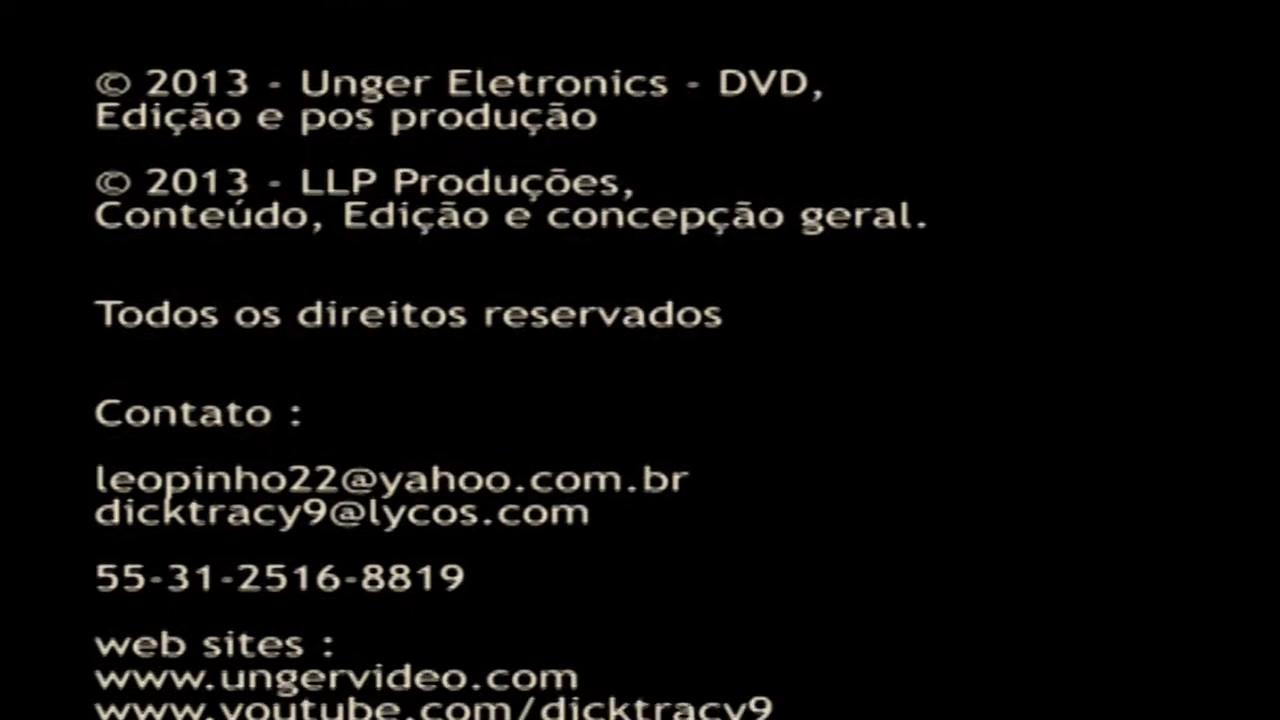 © 2013 - Unger Eletronics - DVD,
Edição e pos produção
© 2013 - LLP Produções,
Conteúdo, Edição e concepção geral.
Todos os direitos reservados
Contato :
leopinho22@yahoo.com.br
dicktracy9@lycos.com
55-31-2516-8819
web sites :
www.ungervideo.com
www.youtube.com/dicktracy9